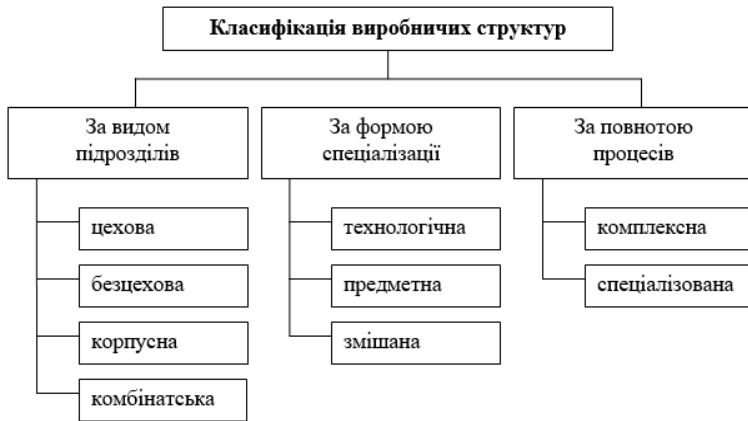 Класифікація виробничих структур
За видом
підрозділів
цехова
безцехова
корпусна
комбінатська
За формою
спеціалізації
технологічна
предметна
змішана
За повнотою
процесів
комплексна
спеціалізована